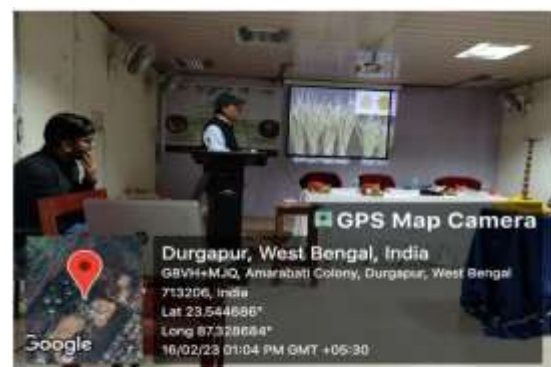 GPS Map Camera
Durgapur, West Bengal, India
G8VH+MJQ, Amarabati Colony, Durgapur, West Bengal
713206, India
Lat 23.544686°
Long 87.328684°
16/02/23 01:04 PM GMT +05:30
Google